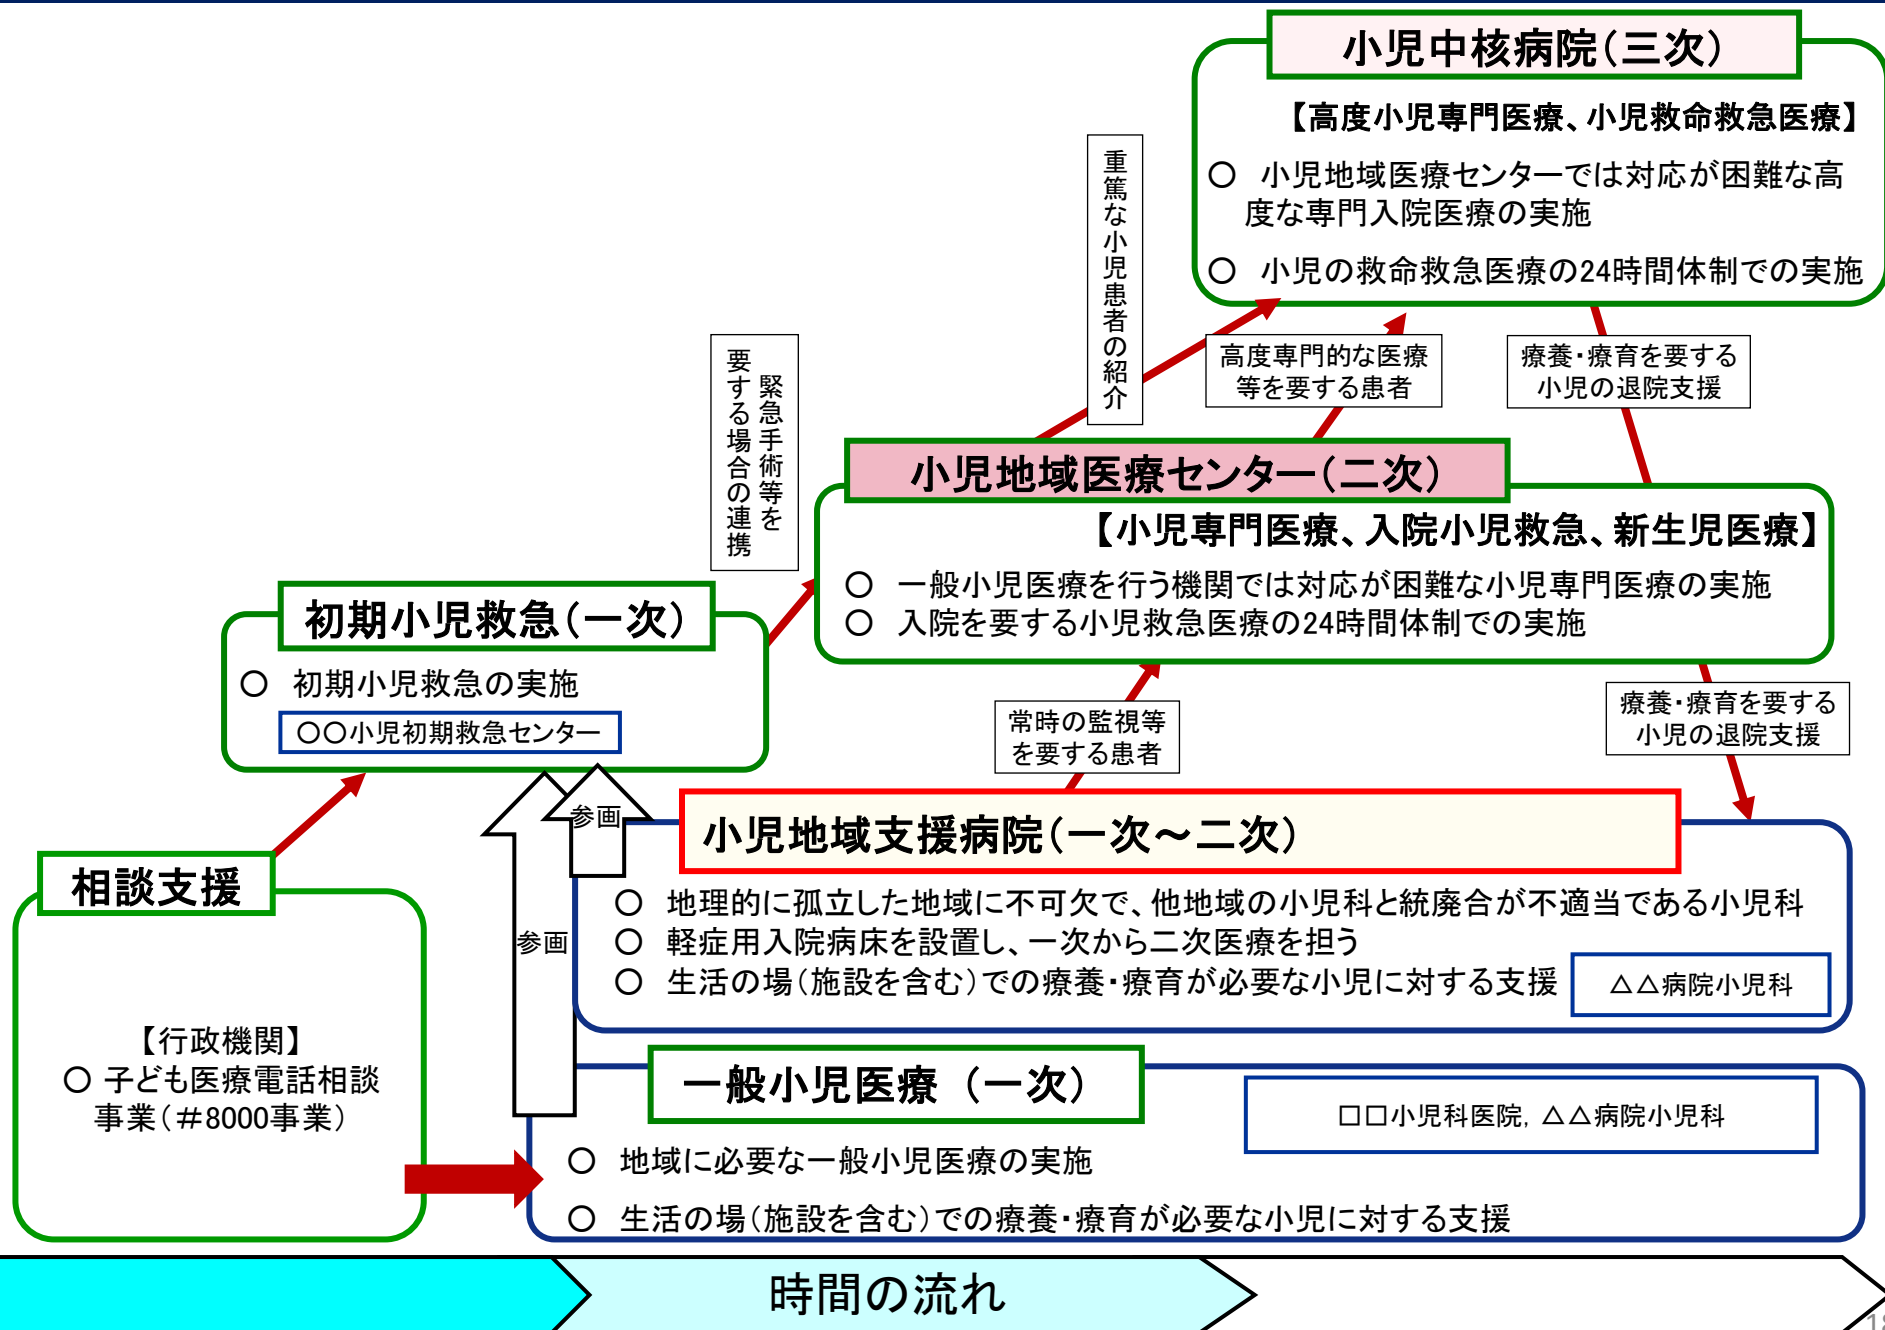 小児中核病院（三次）
【高度小児専門医療、小児救命救急医療】
○ 小児地域医療センターでは対応が困難な高
度な専門入院医療の実施
○ 小児の救命救急医療の24時間体制での実施
重篤な小児患者の紹介
高度専門的な医療
等を要する患者
療養・療育を要する
小児の退院支援
緊急手術等を
要する場合の連携
小児地域医療センター（二次）
【小児専門医療、入院小児救急、新生児医療】
○ 一般小児医療を行う機関では対応が困難な小児専門医療の実施
○ 入院を要する小児救急医療の24時間体制での実施
初期小児救急（一次）
○ 初期小児救急の実施
○○小児初期救急センター
常時の監視等
を要する患者
療養・療育を要する
小児の退院支援
参画
参画
小児地域支援病院（一次～二次）
○ 地理的に孤立した地域に不可欠で、他地域の小児科と統廃合が不適当である小児科
○ 軽症用入院病床を設置し、一次から二次医療を担う
○ 生活の場（施設を含む）での療養・療育が必要な小児に対する支援
△△病院小児科
相談支援
【行政機関】
○ 子ども医療電話相談
事業（＃8000事業）
一般小児医療 （一次）
□□小児科医院, △△病院小児科
○ 地域に必要な一般小児医療の実施
○ 生活の場（施設を含む）での療養・療育が必要な小児に対する支援
時間の流れ